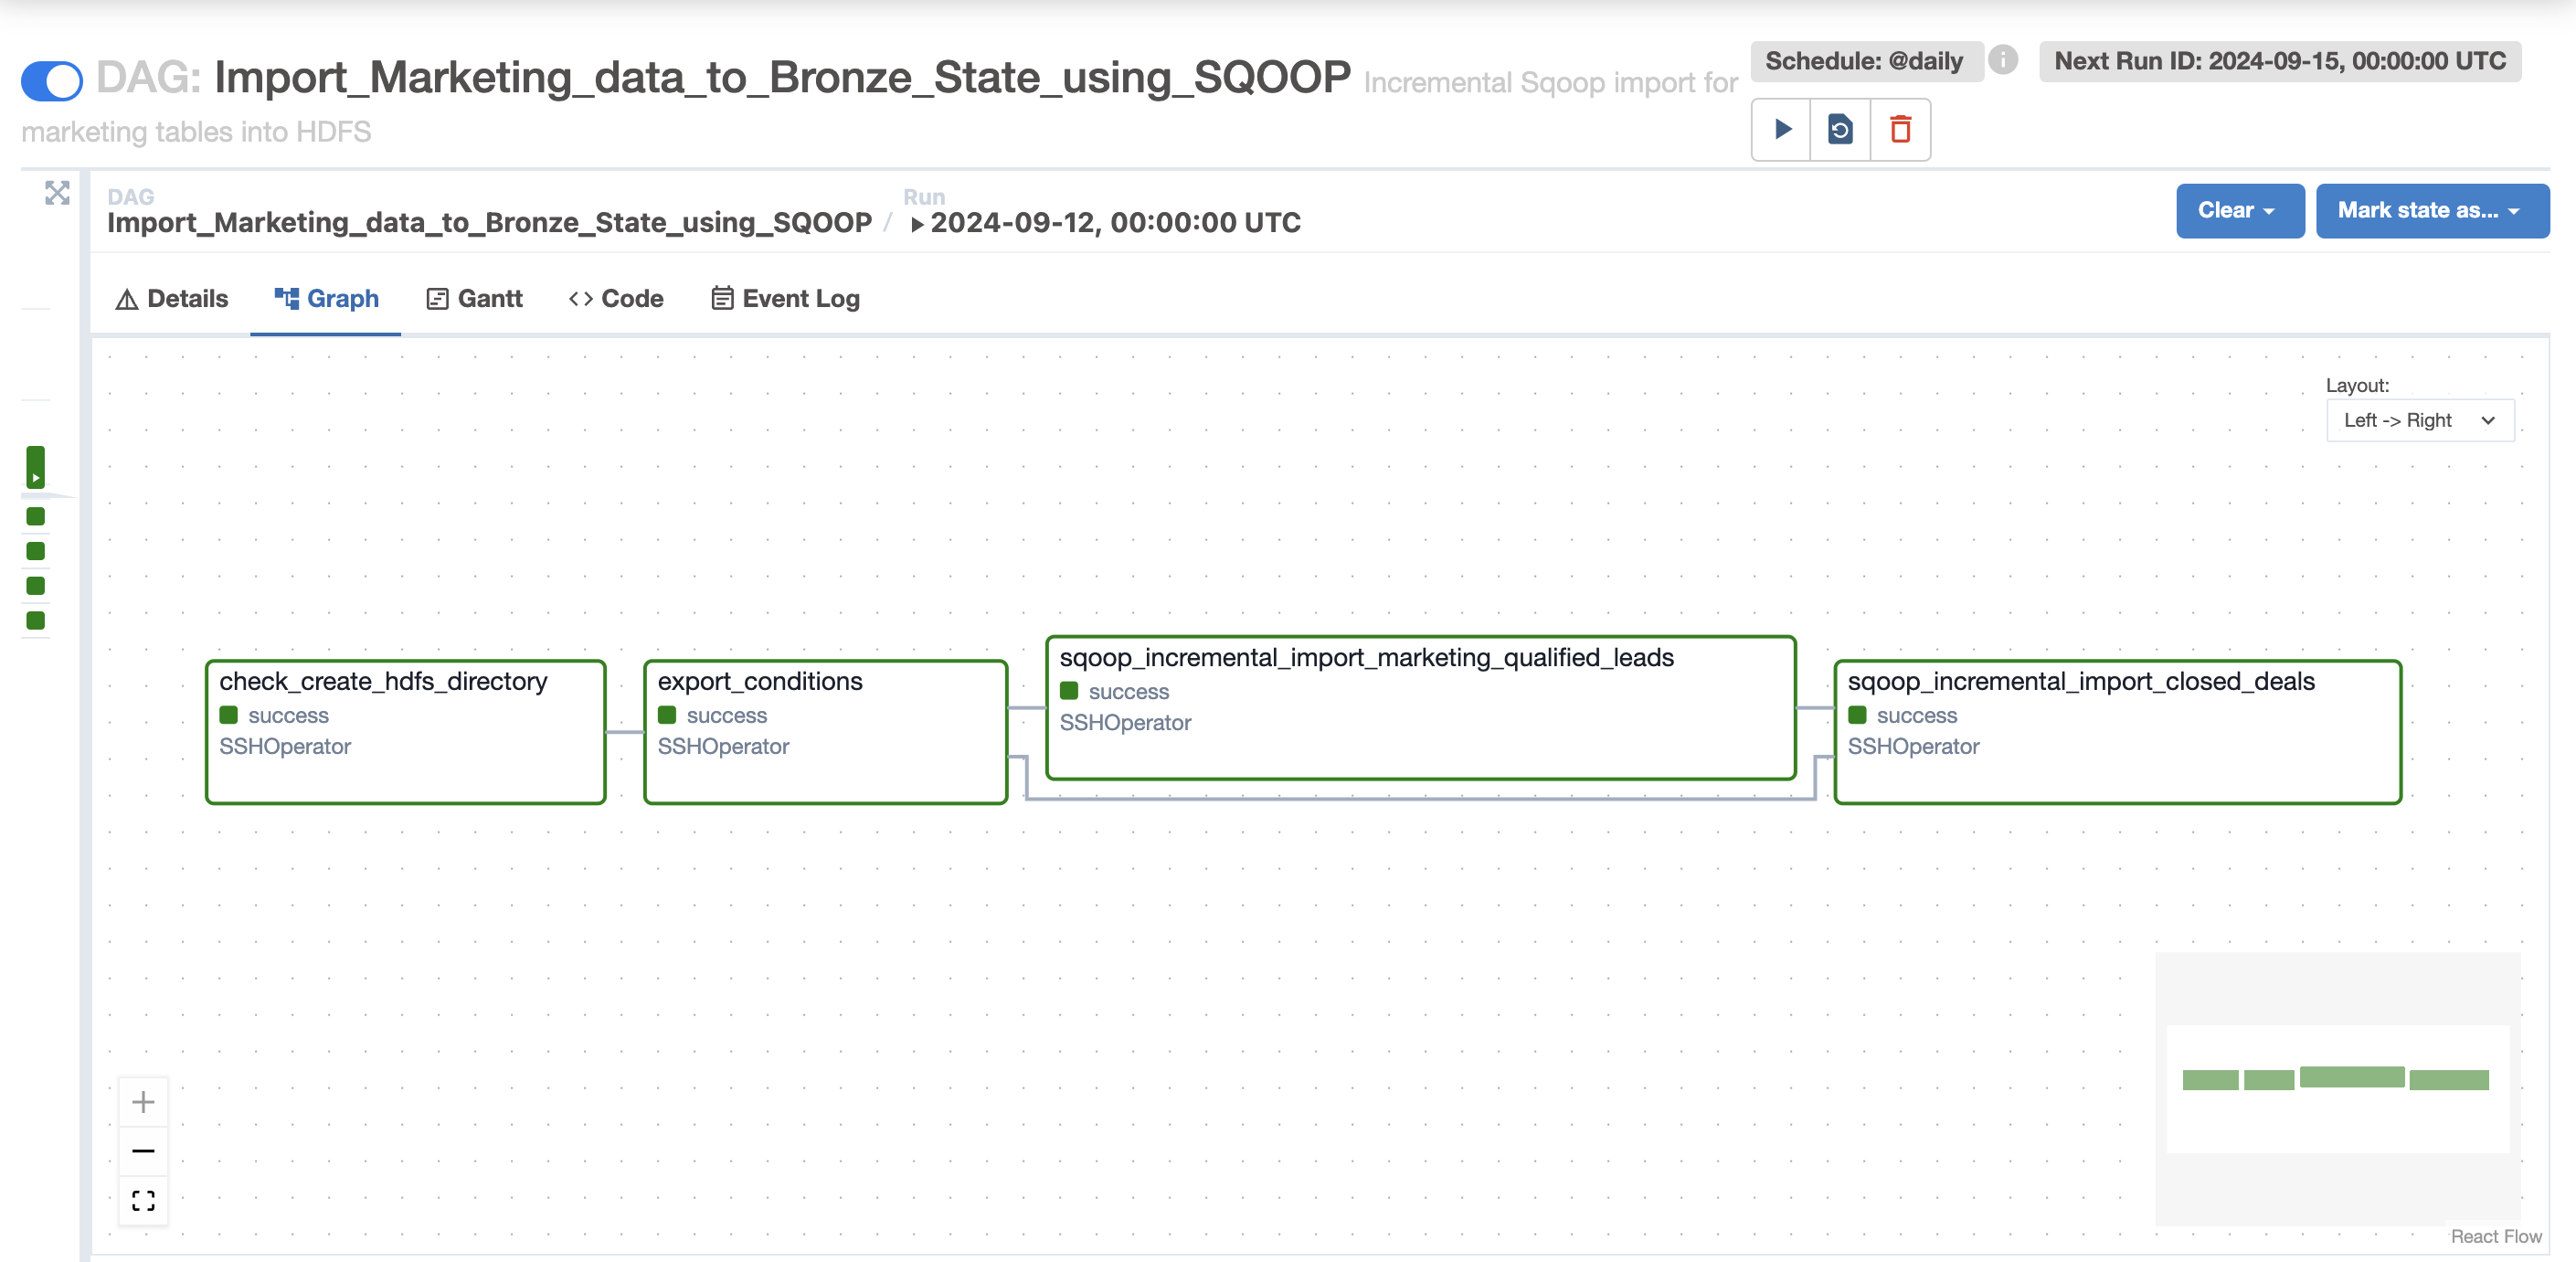 DAG: Import_Marketing_data_to_Bronze_State_using_SQOOP Incremental Sqoop import for
marketing tables into HDFS
Schedule: @daily
Next Run ID: 2024-09-15, 00:00:00 UTC
DAG
Import_Marketing_data_to_Bronze_State_using_SQOOP /
Run
2024-09-12, 00:00:00 UTC
Clear
Mark state as...
Details
Graph
Gantt
Code
Event Log
Layout:
Left -> Right
check_create_hdfs_directory
success
SSHOperator
export_conditions
success
SSHOperator
sqoop_incremental_import_marketing_qualified_leads
success
SSHOperator
sqoop_incremental_import_closed_deals
success
SSHOperator
React Flow